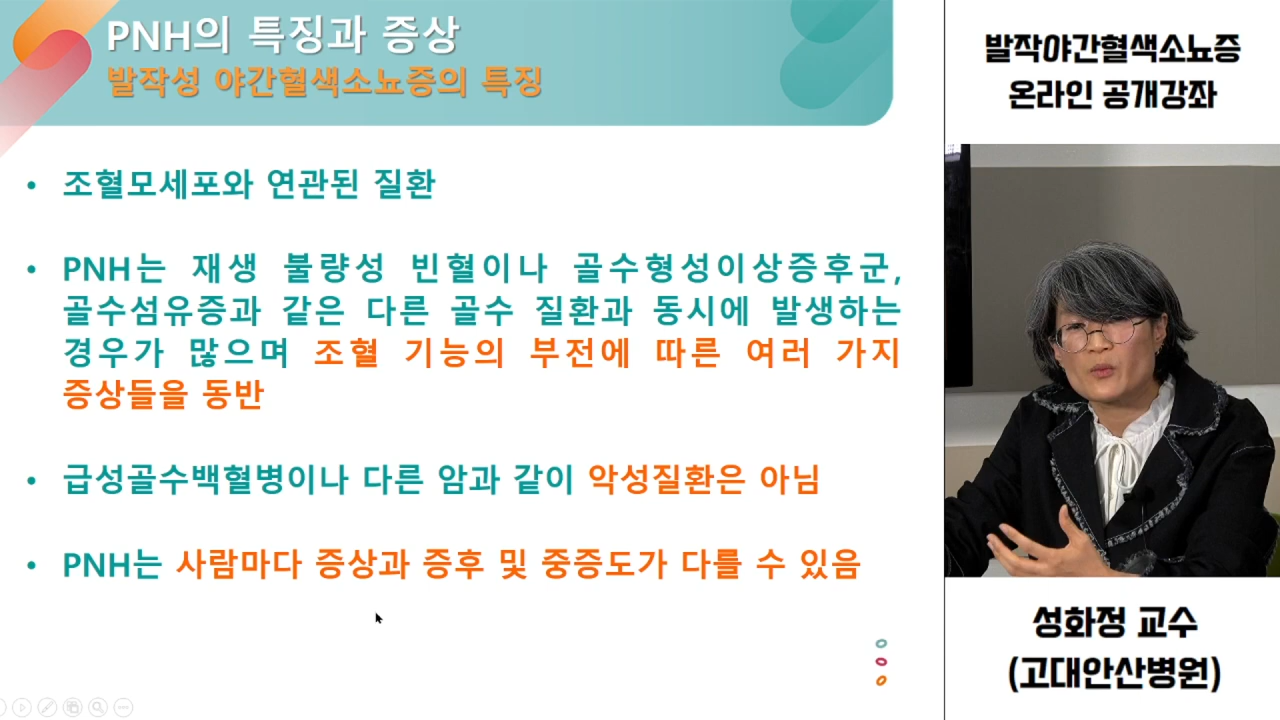 PNH의 특징과 증상
발작성 야간혈색소뇨증의 특징
• 조혈모세포와 연관된 질환
• PNH는 재생 불량성 빈혈이나 골수형성이상증후군,
골수섬유증과 같은 다른 골수 질환과 동시에 발생하는
경우가 많으며 조혈 기능의 부전에 따른 여러 가지
증상들을 동반
• 급성골수백혈병이나 다른 암과 같이 악성질환은 아님
• PNH는 사람마다 증상과 증후 및 중증도가 다를 수 있음
발작야간혈색소뇨증
온라인 공개강좌
성화정 교수
(고대안산병원)